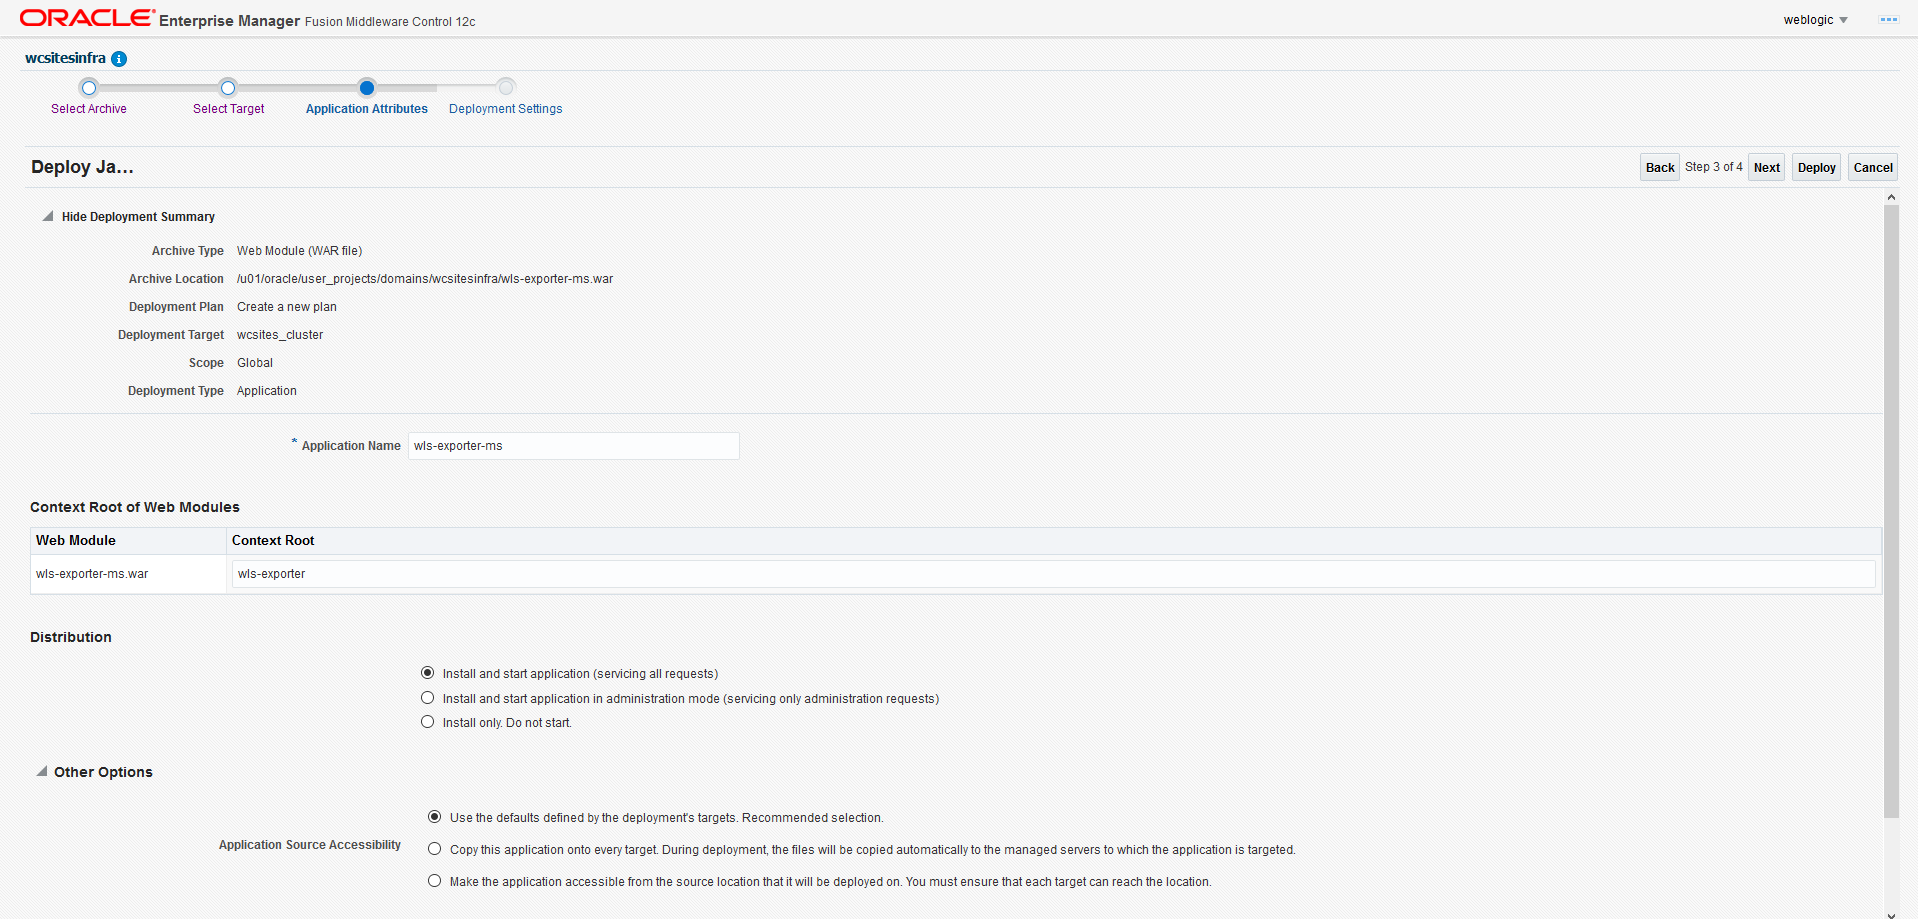 ORACLE® Enterprise Manager Fusion Middleware Control 12c
weblogic
wcsitesinfra
Select Archive
Select Target
Application Attributes
Deployment Settings
Deploy Ja...
Back Step 3 of 4 Next Deploy Cancel
Hide Deployment Summary
Archive Type Web Module (WAR file)
Archive Location /u01/oracle/user_projects/domains/wcsitesinfra/wls-exporter-ms.war
Deployment Plan Create a new plan
Deployment Target wcsites_cluster
Scope Global
Deployment Type Application
* Application Name wls-exporter-ms
Context Root of Web Modules
Web Module Context Root
wls-exporter-ms.war wls-exporter
Distribution
Install and start application (servicing all requests)
Install and start application in administration mode (servicing only administration requests)
Install only. Do not start.
Other Options
Application Source Accessibility
Use the defaults defined by the deployment's targets. Recommended selection.
Copy this application onto every target. During deployment, the files will be copied automatically to the managed servers to which the application is targeted.
Make the application accessible from the source location that it will be deployed on. You must ensure that each target can reach the location.